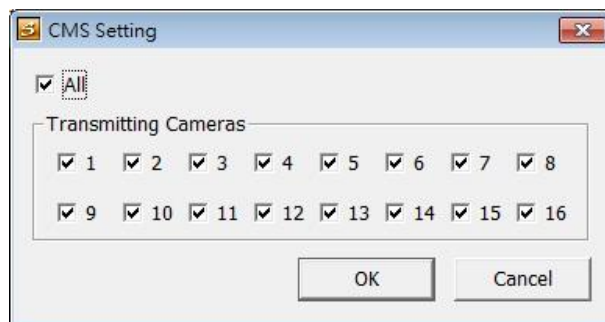 CMS Setting
All
Transmitting Cameras
1 2 3 4 5 6 7 8
9 10 11 12 13 14 15 16
OK Cancel